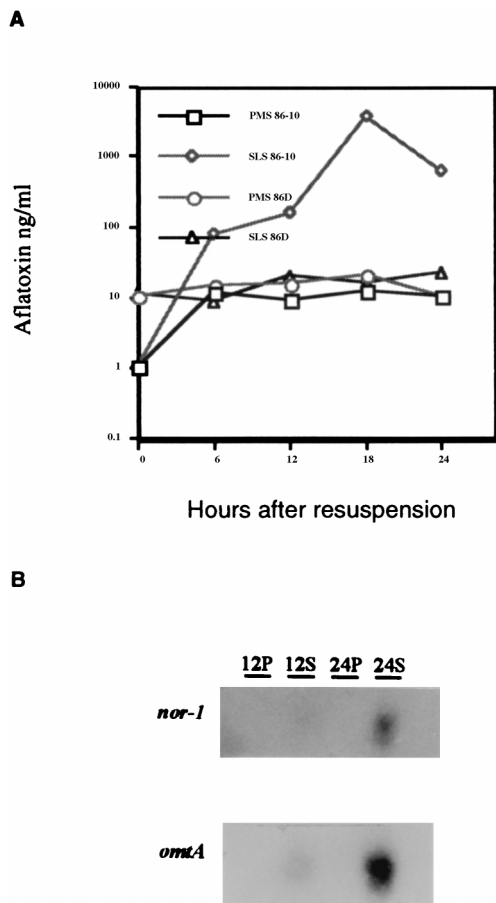 A
10000
1000
100
10
1
0.1
Aflatoxin ng/ml
PMS 86-10
SLS 86-10
PMS 86D
SLS 86D
0 6 12 18 24
Hours after resuspension
B
12P 12S 24P 24S
nor-1
omtA